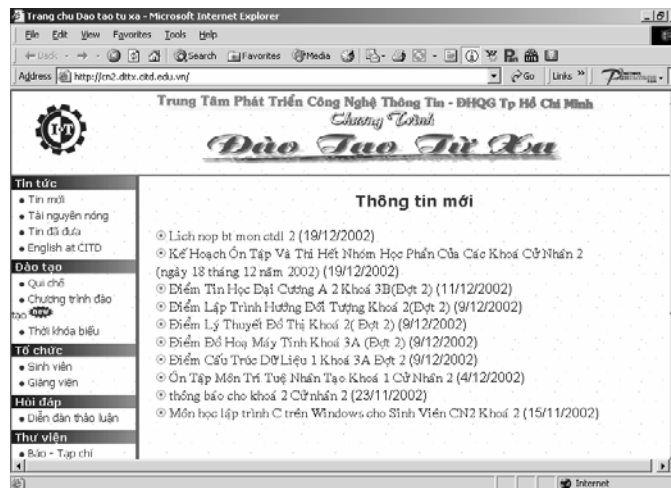 Trang chu Dao tao tu xa - Microsoft Internet Explorer
File Edit View Favorites Tools Help
Back Search Favorites Media
Address http://cn2.dttx.citd.edu.vn/ Go Links
Trung Tâm Phát Triển Công Nghệ Thông Tin - ĐHQG Tp Hồ Chí Minh
Chương Trình
Đào Tạo Từ Xa
Tin tức
Tin mới
Tài nguyên nóng
Tin đã đưa
English at CITD
Đào tạo
Qui chế
Chương trình đào
tạo new
Thời khóa biểu
Tổ chức
Sinh viên
Giảng viên
Hỏi đáp
Diễn đàn thảo luận
Thư viện
Báo - Tạp chí
Thông tin mới
Lich nop bt mon ctdl 2 (19/12/2002)
Kế Hoạch Ôn Tập Và Thi Hết Nhóm Học Phần Của Các Khoá Cử Nhân 2
(ngày 18 tháng 12 năm 2002) (19/12/2002)
Điểm Tin Học Đại Cương A 2 Khoá 3B(Đợt 2) (11/12/2002)
Điểm Lập Trình Hướng Đối Tượng Khoá 2(Đợt 2) (9/12/2002)
Điểm Lý Thuyết Đồ Thị Khoá 2( Đợt 2) (9/12/2002)
Điểm Đồ Hoạ Máy Tính Khoá 3A (Đợt 2) (9/12/2002)
Điểm Cấu Trúc Dữ Liệu 1 Khoá 3A Đợt 2 (9/12/2002)
Ôn Tập Môn Trí Tuệ Nhân Tạo Khoá 1 Cử Nhân 2 (4/12/2002)
thông báo cho khoá 2 Cử nhân 2 (23/11/2002)
Môn học lập trình C trên Windows cho Sinh Viên CN2 Khoá 2 (15/11/2002)
Internet